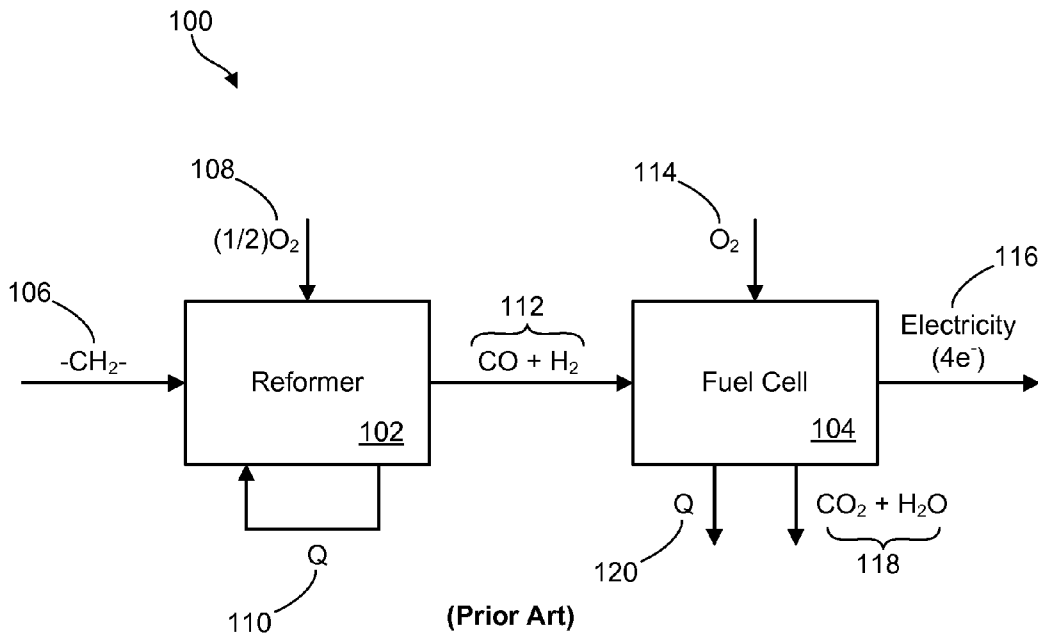 100
108
114
(1/2)O₂
O₂
116
106
112
Electricity
(4e⁻)
-CH₂-
CO + H₂
Reformer
Fuel Cell
102
104
Q
Q
CO₂ + H₂O
120
118
110
(Prior Art)